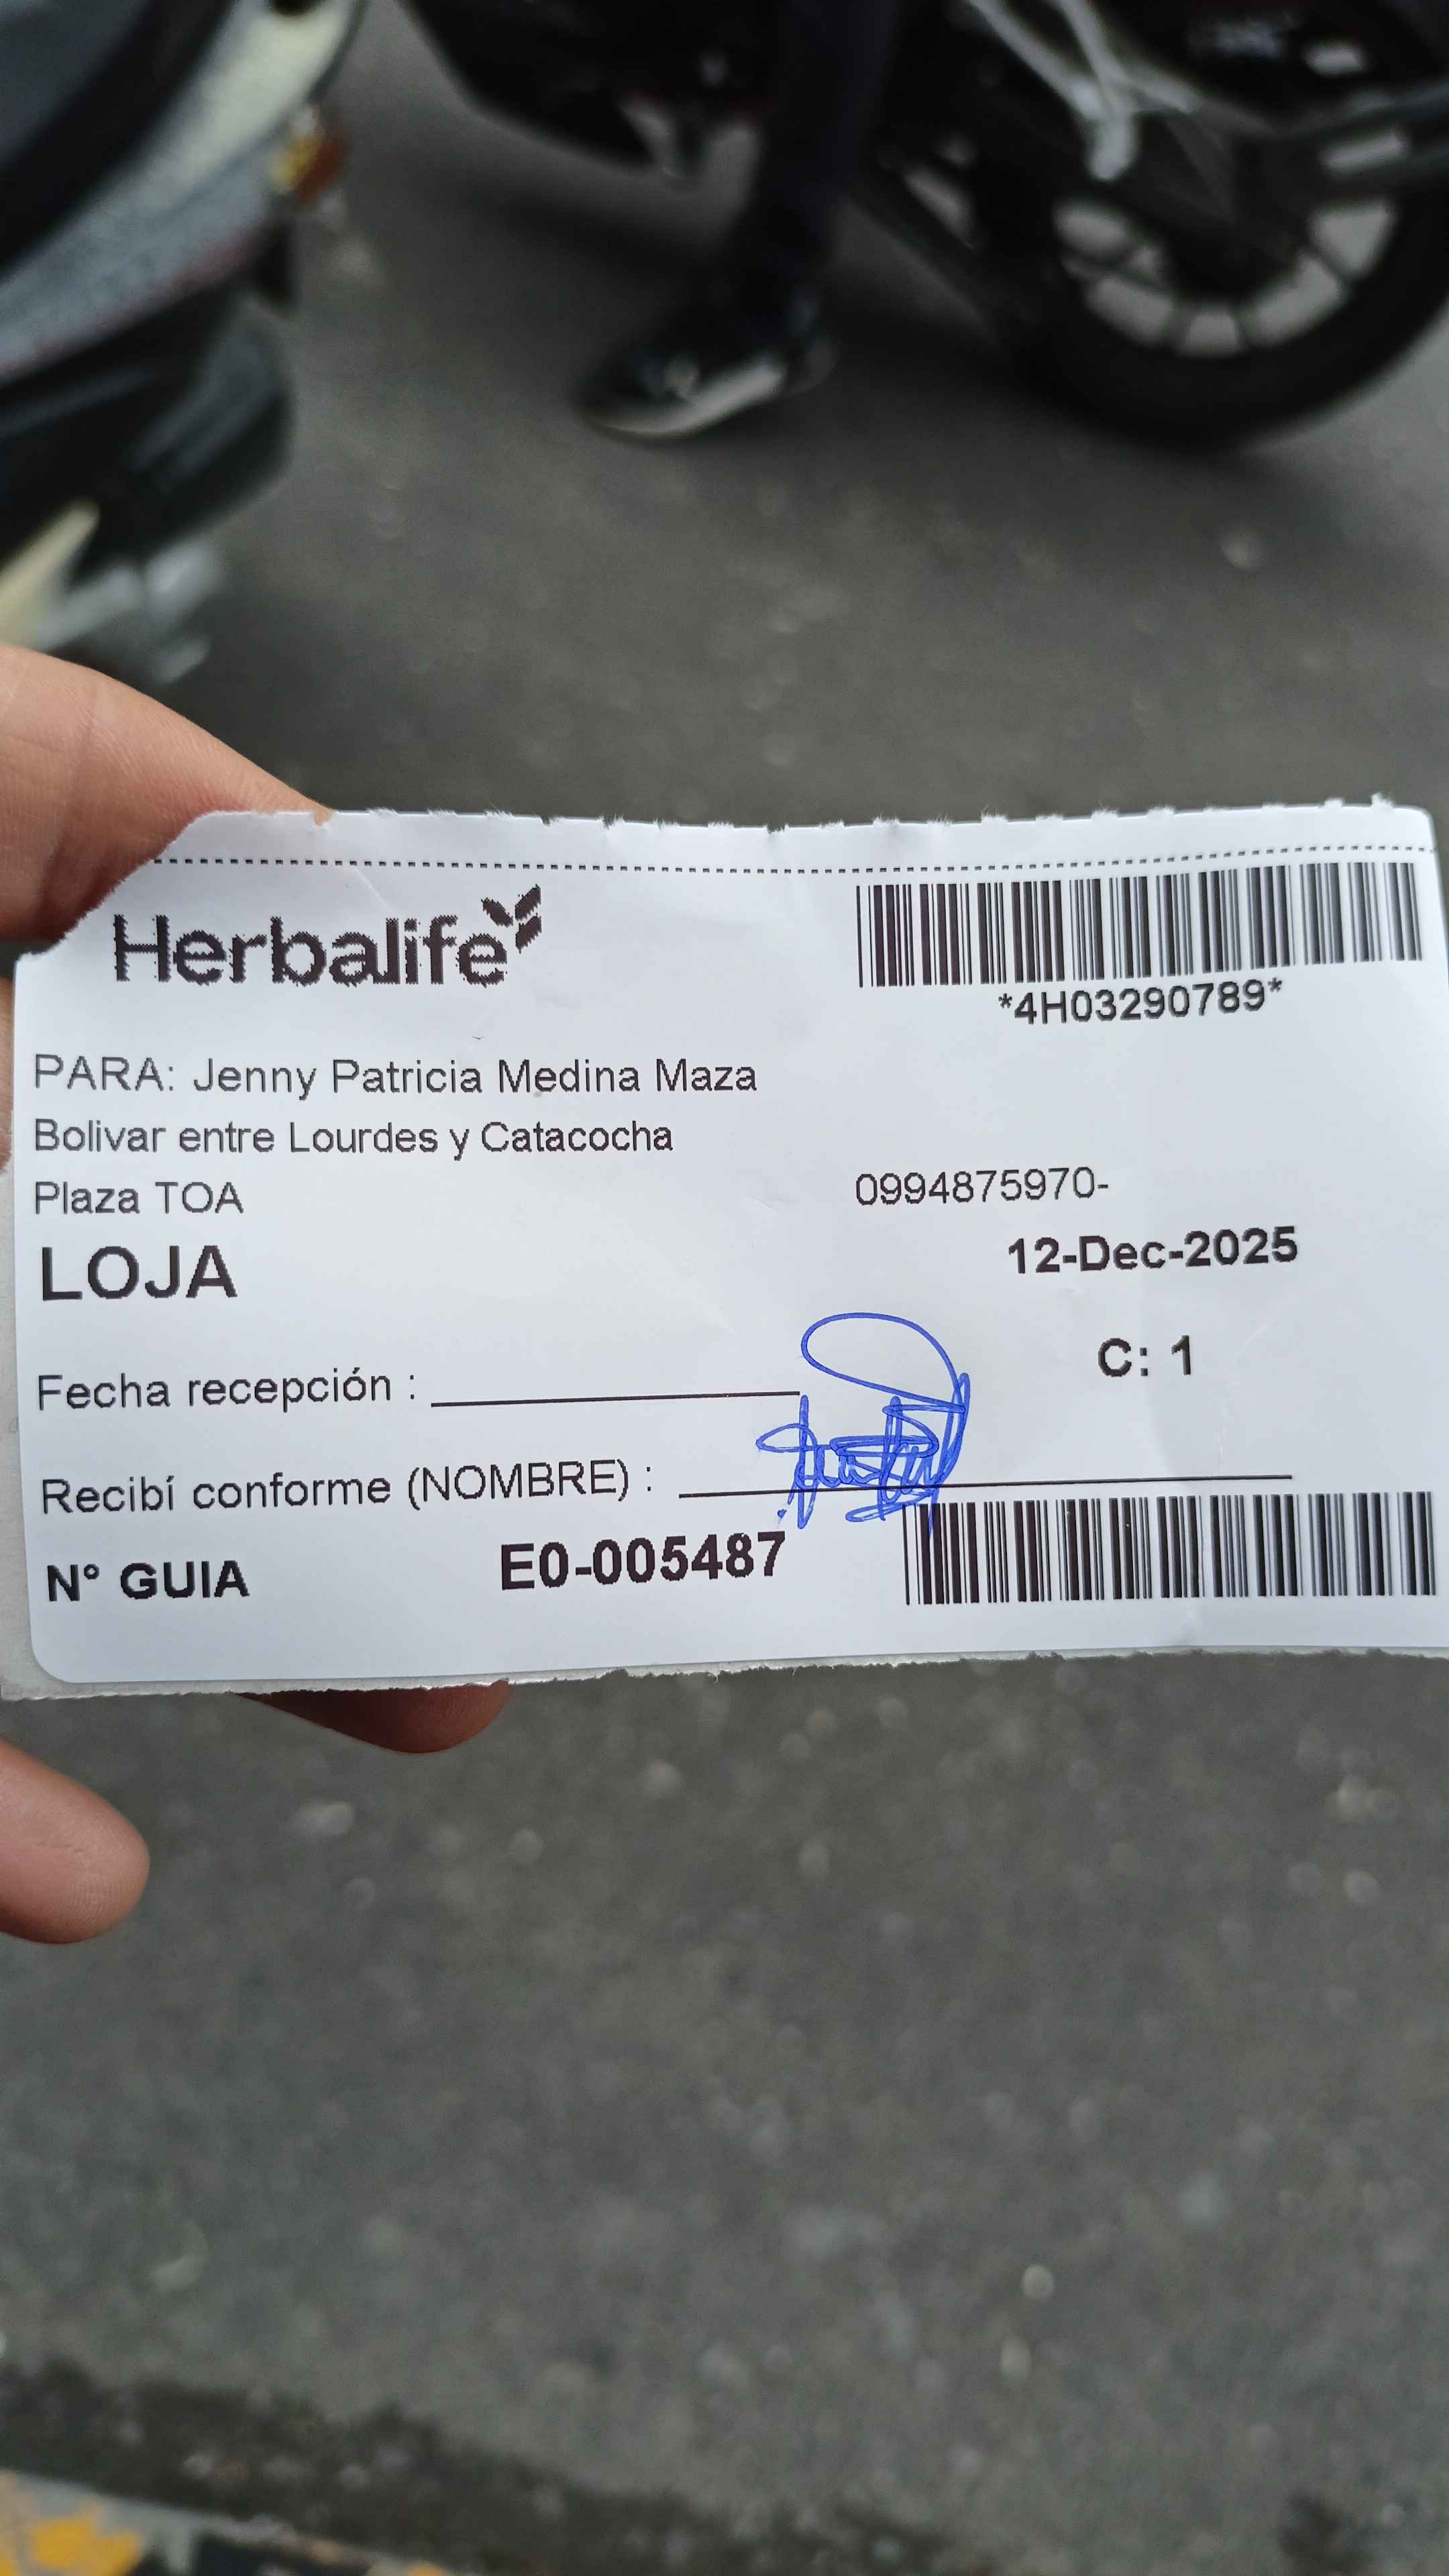 Herbalife
*4H03290789*
PARA: Jenny Patricia Medina Maza
Bolivar entre Lourdes y Catacocha
Plaza TOA
0994875970-
LOJA
12-Dec-2025
C: 1
Fecha recepción :
Recibí conforme (NOMBRE) :
N° GUIA E0-005487